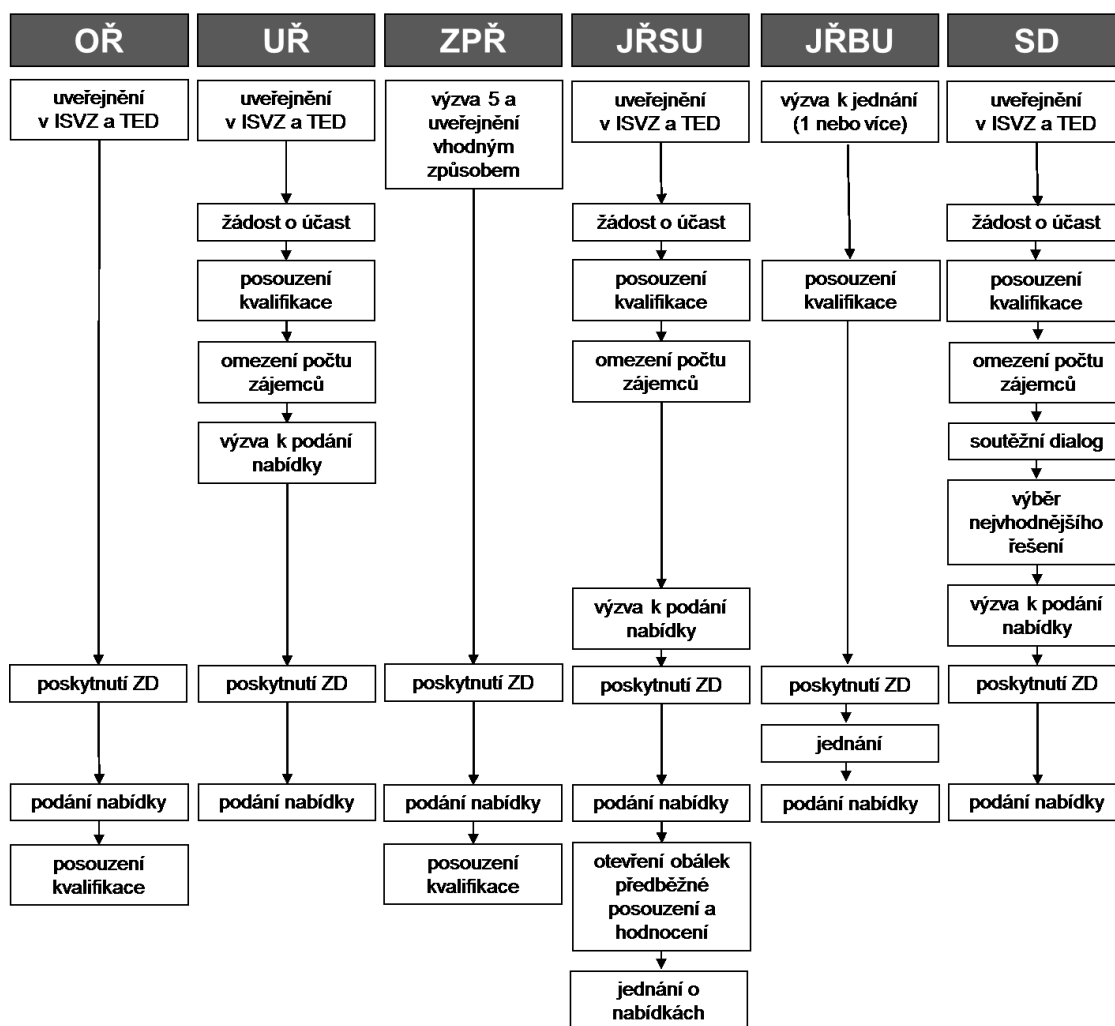 OŘ
uveřejnění
v ISVZ a TED
poskytnutí ZD
podání nabídky
posouzení
kvalifikace
UŘ
uveřejnění
v ISVZ a TED
žádost o účast
posouzení
kvalifikace
omezení počtu
zájemců
výzva k podání
nabídky
poskytnutí ZD
podání nabídky
ZPŘ
výzva 5 a
uveřejnění
vhodným
způsobem
poskytnutí ZD
podání nabídky
posouzení
kvalifikace
JŘSU
uveřejnění
v ISVZ a TED
žádost o účast
posouzení
kvalifikace
omezení počtu
zájemců
výzva k podání
nabídky
poskytnutí ZD
podání nabídky
otevření obálek
předběžné
posouzení a
hodnocení
jednání o
nabídkách
JŘBU
výzva k jednání
(1 nebo více)
posouzení
kvalifikace
poskytnutí ZD
jednání
podání nabídky
SD
uveřejnění
v ISVZ a TED
žádost o účast
posouzení
kvalifikace
omezení počtu
zájemců
soutěžní dialog
výběr
nejvhodnějšího
řešení
výzva k podání
nabídky
poskytnutí ZD
podání nabídky